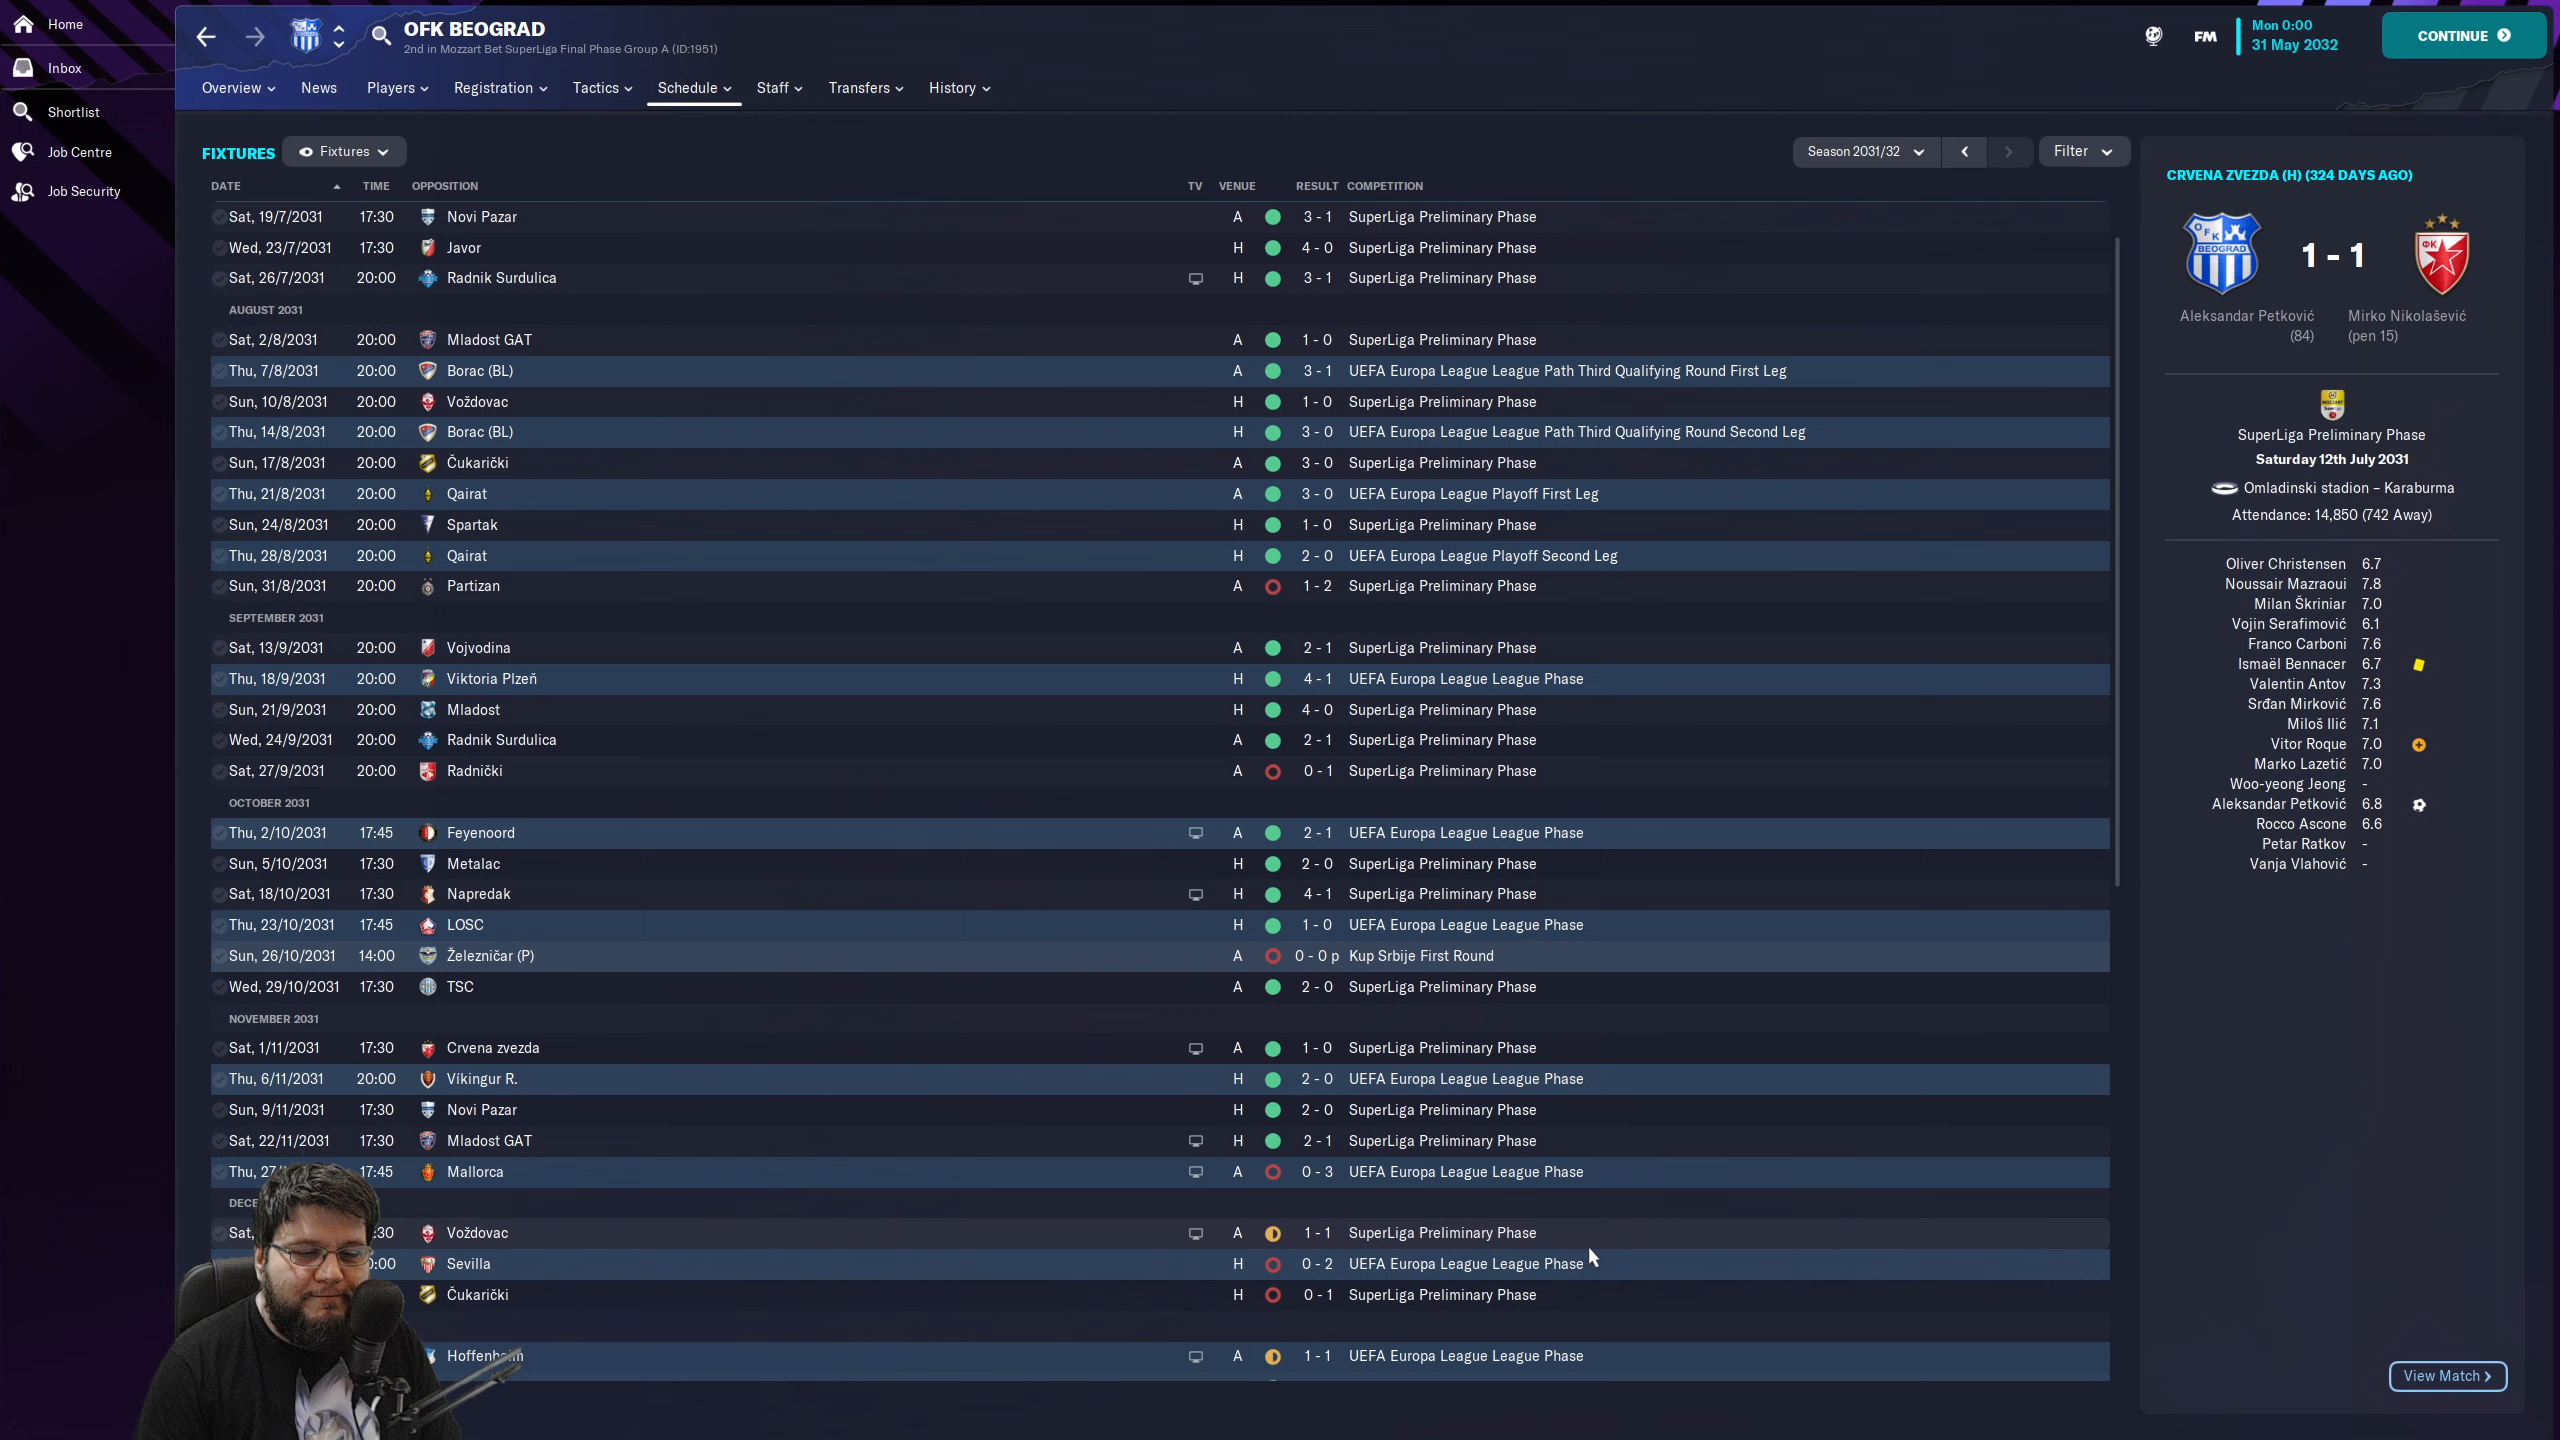 Home
Inbox
Shortlist
Job Centre
Job Security
OFK BEOGRAD
2nd in Mozzart Bet SuperLiga Final Phase Group A (ID:1951)
FM
Mon 0:00
31 May 2032
CONTINUE
Overview News Players Registration Tactics Schedule Staff Transfers History
FIXTURES Fixtures Season 2031/32 Filter
DATE TIME OPPOSITION TV VENUE RESULT COMPETITION
Sat, 19/7/2031 17:30 Novi Pazar A 3 - 1 SuperLiga Preliminary Phase
Wed, 23/7/2031 17:30 Javor H 4 - 0 SuperLiga Preliminary Phase
Sat, 26/7/2031 20:00 Radnik Surdulica H 3 - 1 SuperLiga Preliminary Phase
AUGUST 2031
Sat, 2/8/2031 20:00 Mladost GAT A 1 - 0 SuperLiga Preliminary Phase
Thu, 7/8/2031 20:00 Borac (BL) A 3 - 1 UEFA Europa League League Path Third Qualifying Round First Leg
Sun, 10/8/2031 20:00 Voždovac H 1 - 0 SuperLiga Preliminary Phase
Thu, 14/8/2031 20:00 Borac (BL) H 3 - 0 UEFA Europa League League Path Third Qualifying Round Second Leg
Sun, 17/8/2031 20:00 Čukarički A 3 - 0 SuperLiga Preliminary Phase
Thu, 21/8/2031 20:00 Qairat A 3 - 0 UEFA Europa League Playoff First Leg
Sun, 24/8/2031 20:00 Spartak H 1 - 0 SuperLiga Preliminary Phase
Thu, 28/8/2031 20:00 Qairat H 2 - 0 UEFA Europa League Playoff Second Leg
Sun, 31/8/2031 20:00 Partizan A 1 - 2 SuperLiga Preliminary Phase
SEPTEMBER 2031
Sat, 13/9/2031 20:00 Vojvodina A 2 - 1 SuperLiga Preliminary Phase
Thu, 18/9/2031 20:00 Viktoria Plzeň H 4 - 1 UEFA Europa League League Phase
Sun, 21/9/2031 20:00 Mladost H 4 - 0 SuperLiga Preliminary Phase
Wed, 24/9/2031 20:00 Radnik Surdulica A 2 - 1 SuperLiga Preliminary Phase
Sat, 27/9/2031 20:00 Radnički A 0 - 1 SuperLiga Preliminary Phase
OCTOBER 2031
Thu, 2/10/2031 17:45 Feyenoord A 2 - 1 UEFA Europa League League Phase
Sun, 5/10/2031 17:30 Metalac H 2 - 0 SuperLiga Preliminary Phase
Sat, 18/10/2031 17:30 Napredak H 4 - 1 SuperLiga Preliminary Phase
Thu, 23/10/2031 17:45 LOSC H 1 - 0 UEFA Europa League League Phase
Sun, 26/10/2031 14:00 Železničar (P) A 0 - 0 p Kup Srbije First Round
Wed, 29/10/2031 17:30 TSC A 2 - 0 SuperLiga Preliminary Phase
NOVEMBER 2031
Sat, 1/11/2031 17:30 Crvena zvezda A 1 - 0 SuperLiga Preliminary Phase
Thu, 6/11/2031 20:00 Víkingur R. H 2 - 0 UEFA Europa League League Phase
Sun, 9/11/2031 17:30 Novi Pazar H 2 - 0 SuperLiga Preliminary Phase
Sat, 22/11/2031 17:30 Mladost GAT H 2 - 1 SuperLiga Preliminary Phase
Thu, 27/ 17:45 Mallorca A 0 - 3 UEFA Europa League League Phase
DECE
Sat, :30 Voždovac A 1 - 1 SuperLiga Preliminary Phase
0:00 Sevilla H 0 - 2 UEFA Europa League League Phase
Čukarički H 0 - 1 SuperLiga Preliminary Phase
Hoffenheim A 1 - 1 UEFA Europa League League Phase
CRVENA ZVEZDA (H) (324 DAYS AGO)
OFK
BEOGRAD
1 - 1
ФК
Aleksandar Petković
(84)
Mirko Nikolašević
(pen 15)
SuperLiga Preliminary Phase
Saturday 12th July 2031
Omladinski stadion – Karaburma
Attendance: 14,850 (742 Away)
Oliver Christensen 6.7
Noussair Mazraoui 7.8
Milan Škriniar 7.0
Vojin Serafimović 6.1
Franco Carboni 7.6
Ismaël Bennacer 6.7
Valentin Antov 7.3
Srđan Mirković 7.6
Miloš Ilić 7.1
Vitor Roque 7.0
Marko Lazetić 7.0
Woo-yeong Jeong -
Aleksandar Petković 6.8
Rocco Ascone 6.6
Petar Ratkov -
Vanja Vlahović -
View Match